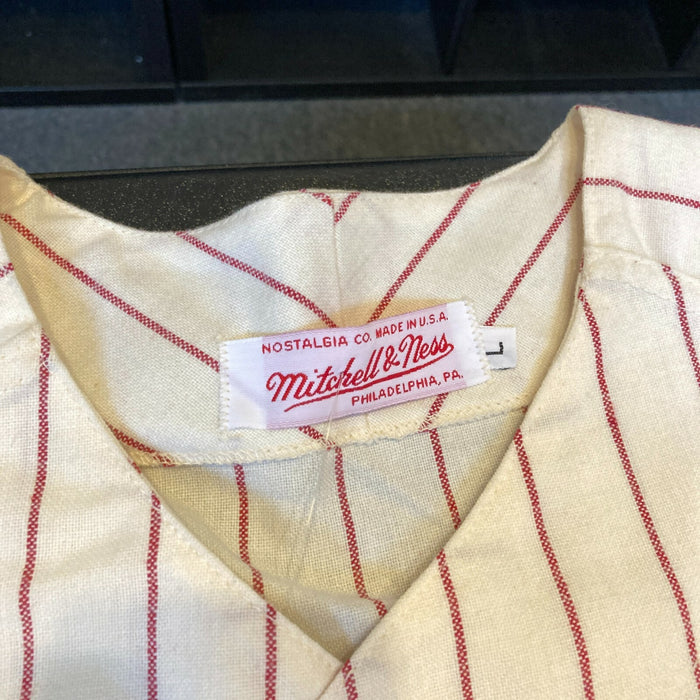 NOSTALGIA CO. MADE IN U.S.A.
Mitchell & Ness
PHILADELPHIA, PA.
L